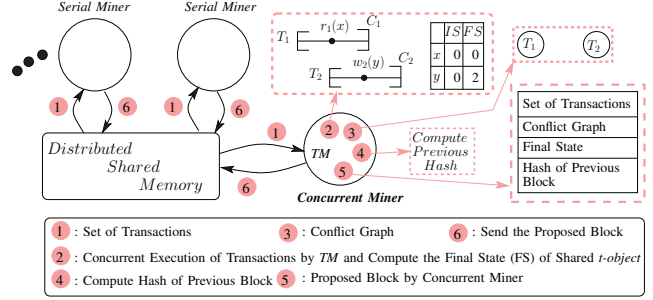 Serial Miner
Serial Miner
1
6
1
6
Distributed
Shared
Memory
1
6
TM
2
3
4
5
Concurrent Miner
T1
r1(x)
C1
T2
w2(y)
C2
IS FS
x 0 0
y 0 2
T1
T2
Compute
Previous
Hash
Set of Transactions
Conflict Graph
Final State
Hash of Previous
Block
1 : Set of Transactions
3 : Conflict Graph
6 : Send the Proposed Block
2 : Concurrent Execution of Transactions by TM and Compute the Final State (FS) of Shared t-object
4 : Compute Hash of Previous Block
5 : Proposed Block by Concurrent Miner